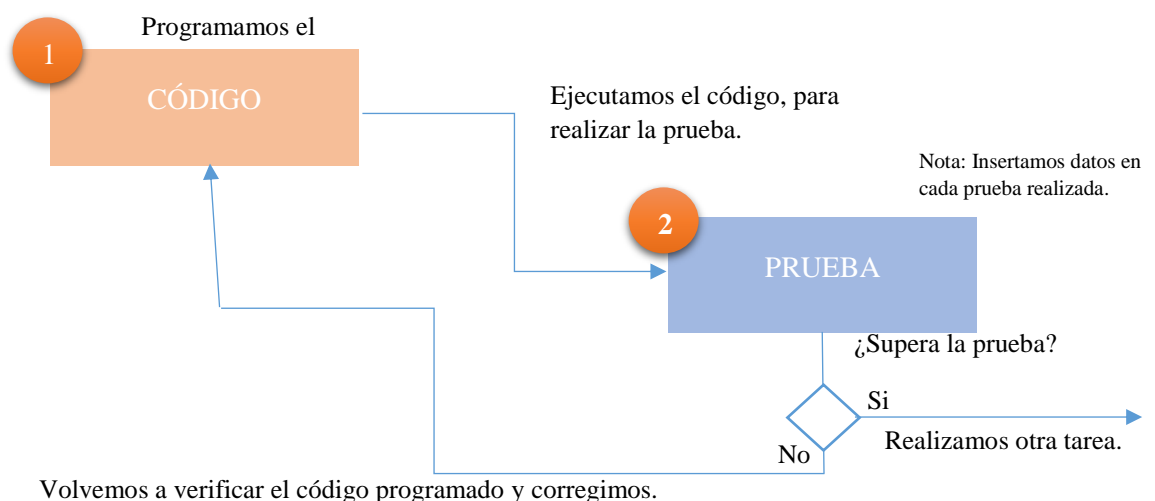 Programamos el
1
CÓDIGO
Ejecutamos el código, para
realizar la prueba.
Nota: Insertamos datos en
cada prueba realizada.
2
PRUEBA
¿Supera la prueba?
Si
Realizamos otra tarea.
No
Volvemos a verificar el código programado y corregimos.